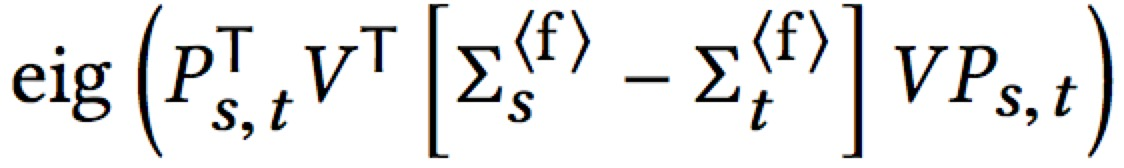 eig (P_{s,t}^⊤ V^⊤ [Σ_s^{⟨f⟩} − Σ_t^{⟨f⟩}] V P_{s,t})